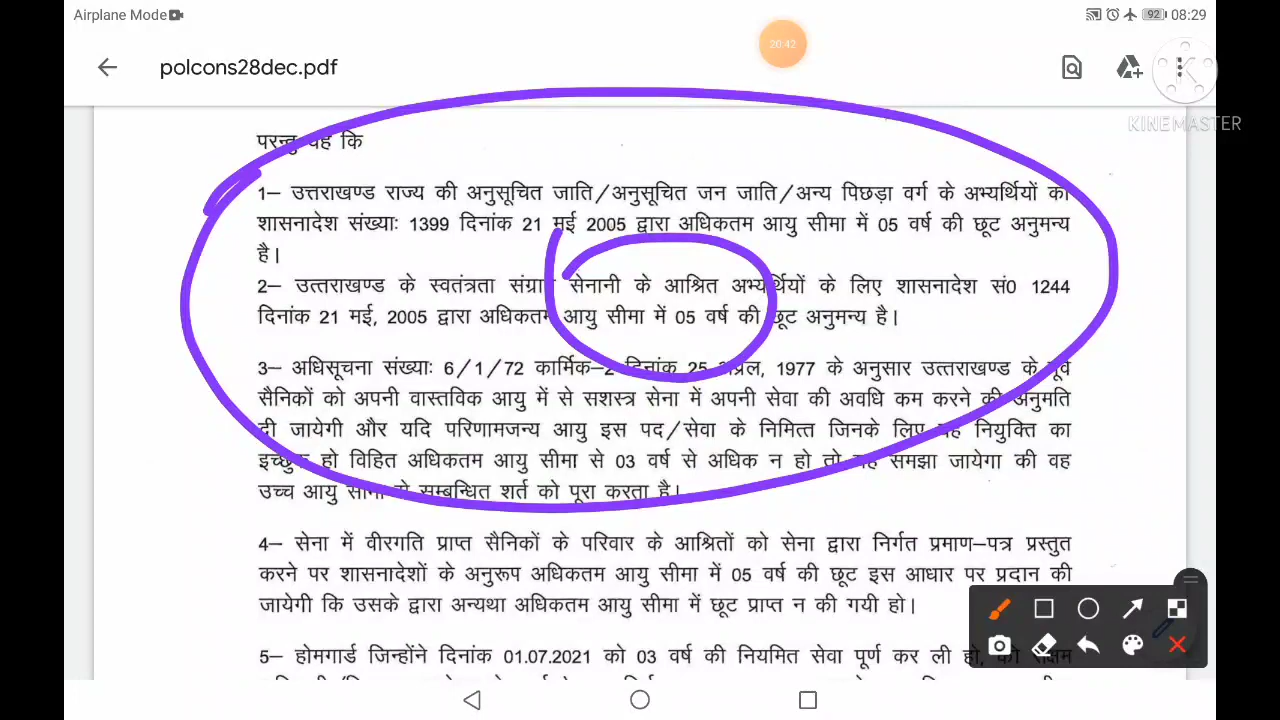 Airplane Mode
92 08:29
20:42
polcons28dec.pdf
KINEMASTER
परन्तु यह कि
1– उत्तराखण्ड राज्य की अनुसूचित जाति/अनुसूचित जन जाति/अन्य पिछड़ा वर्ग के अभ्यर्थियों को
शासनादेश संख्याः 1399 दिनांक 21 मई 2005 द्वारा अधिकतम आयु सीमा में 05 वर्ष की छूट अनुमन्य
है।
2– उत्तराखण्ड के स्वतंत्रता संग्राम सेनानी के आश्रित अभ्यर्थियों के लिए शासनादेश सं0 1244
दिनांक 21 मई, 2005 द्वारा अधिकतम आयु सीमा में 05 वर्ष की छूट अनुमन्य है।
3– अधिसूचना संख्याः 6/1/72 कार्मिक–2 दिनांक 25 अप्रैल, 1977 के अनुसार उत्तराखण्ड के पूर्व
सैनिकों को अपनी वास्तविक आयु में से सशस्त्र सेना में अपनी सेवा की अवधि कम करने की अनुमति
दी जायेगी और यदि परिणामजन्य आयु इस पद/सेवा के निमित्त जिनके लिए वह नियुक्ति का
इच्छुक हो विहित अधिकतम आयु सीमा से 03 वर्ष से अधिक न हो तो यह समझा जायेगा की वह
उच्च आयु सीमा से सम्बन्धित शर्त को पूरा करता है।
4– सेना में वीरगति प्राप्त सैनिकों के परिवार के आश्रितों को सेना द्वारा निर्गत प्रमाण–पत्र प्रस्तुत
करने पर शासनादेशों के अनुरूप अधिकतम आयु सीमा में 05 वर्ष की छूट इस आधार पर प्रदान की
जायेगी कि उसके द्वारा अन्यथा अधिकतम आयु सीमा में छूट प्राप्त न की गयी हो।
5– होमगार्ड जिन्होंने दिनांक 01.07.2021 को 03 वर्ष की नियमित सेवा पूर्ण कर ली हो, को सक्षम